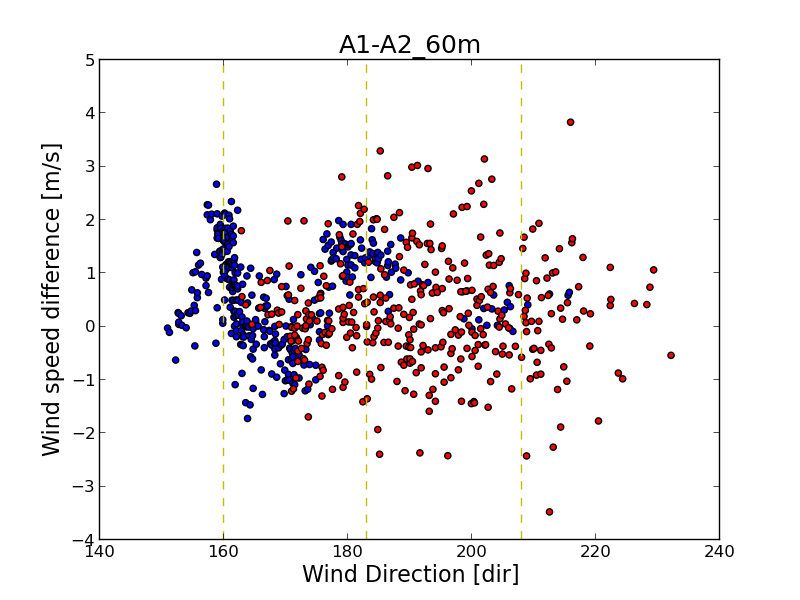 A1-A2_60m
5
4
3
2
1
0
−1
−2
−3
−4
Wind speed difference [m/s]
140 160 180 200 220 240
Wind Direction [dir]